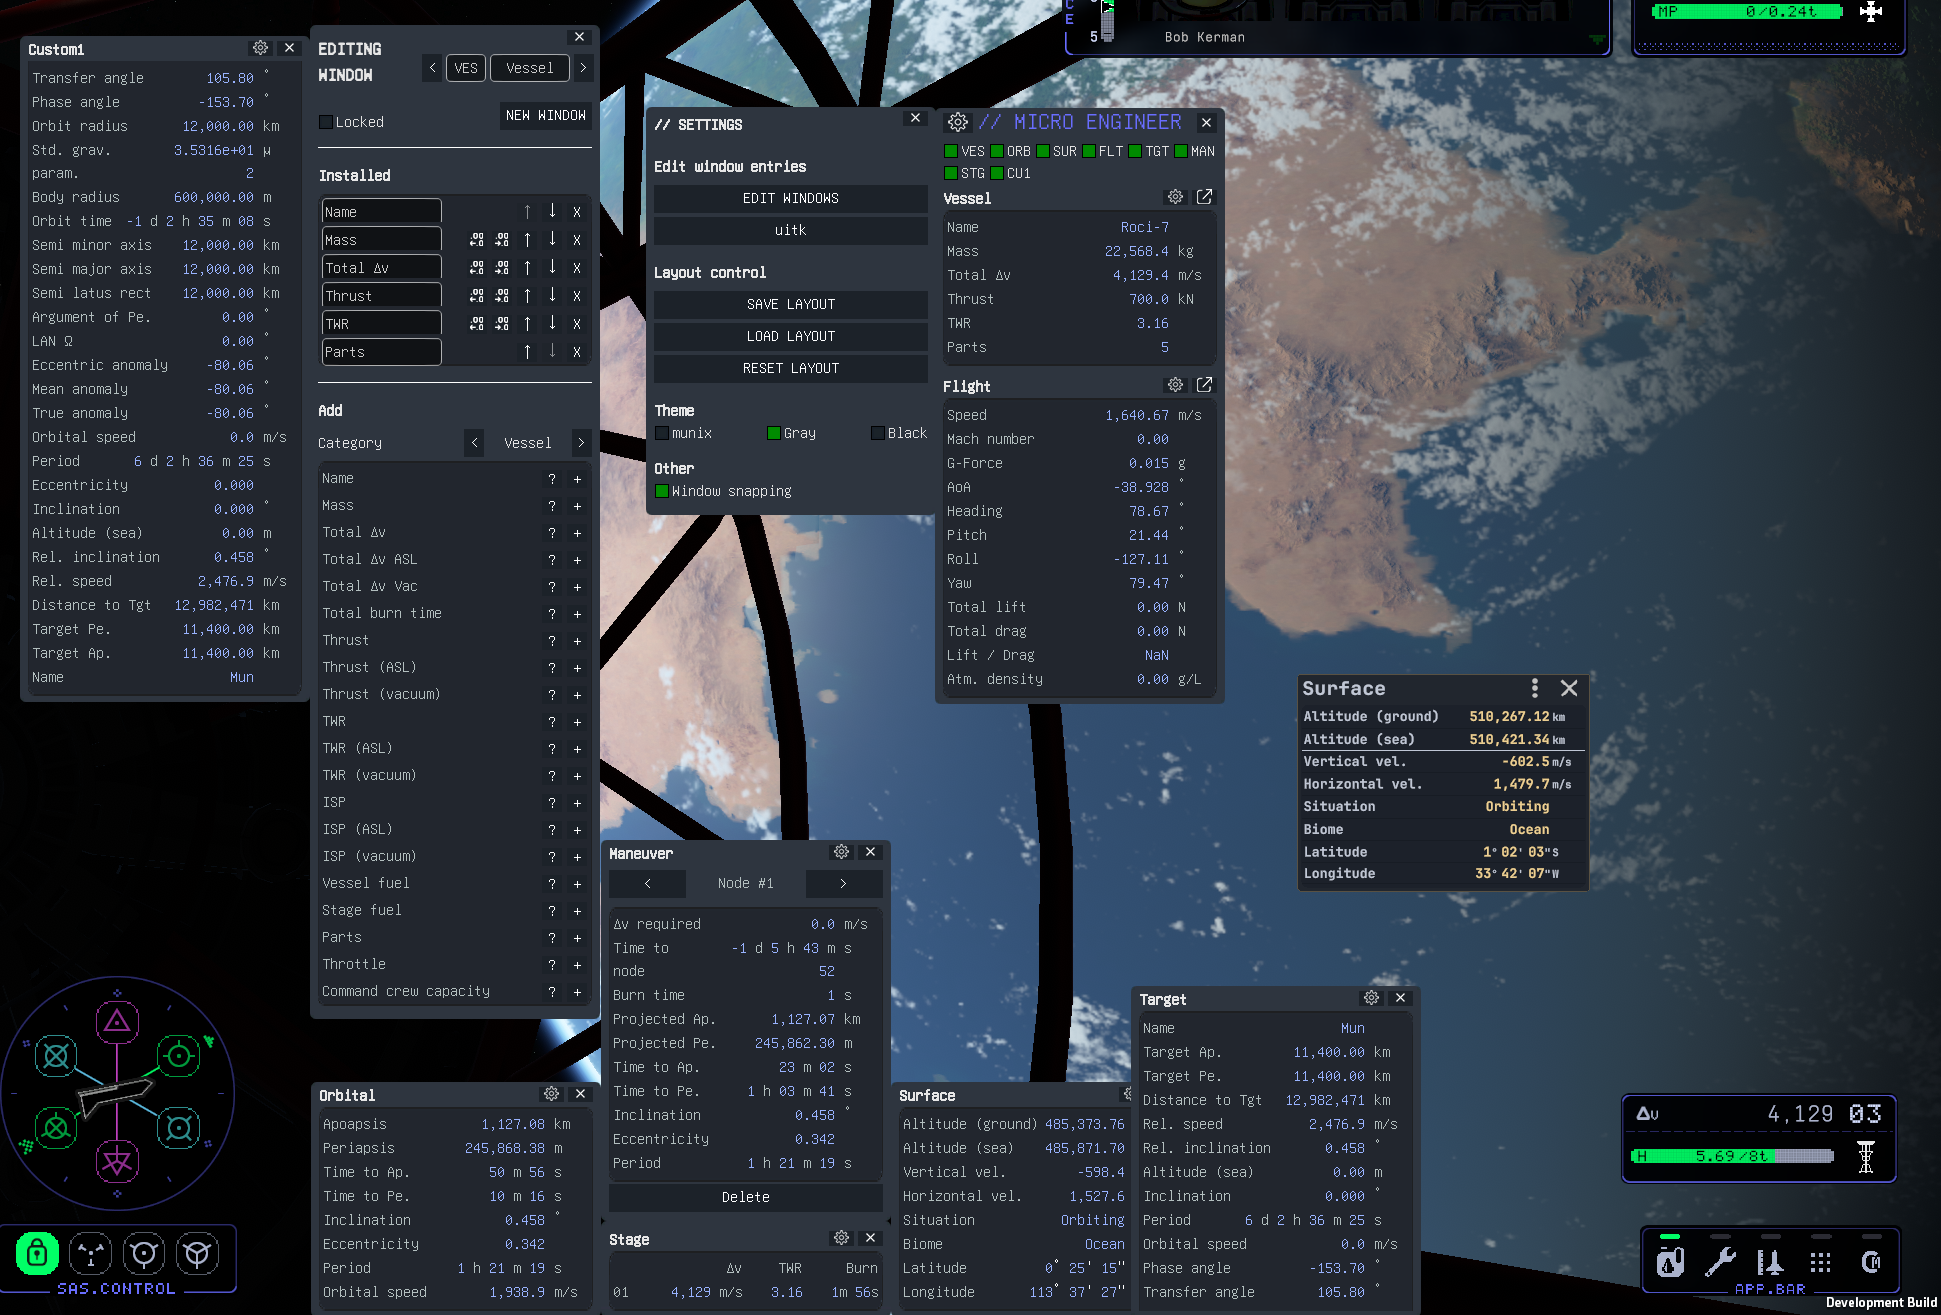 Custom1
Transfer angle 105.80 °
Phase angle -153.70 °
Orbit radius 12,000.00 km
Std. grav. 3.5316e+01 μ
param. 2
Body radius 600,000.00 m
Orbit time -1 d 2 h 35 m 08 s
Semi minor axis 12,000.00 km
Semi major axis 12,000.00 km
Semi latus rect 12,000.00 km
Argument of Pe. 0.00 °
LAN Ω 0.00 °
Eccentric anomaly -80.06 °
Mean anomaly -80.06 °
True anomaly -80.06 °
Orbital speed 0.0 m/s
Period 6 d 2 h 36 m 25 s
Eccentricity 0.000
Inclination 0.000 °
Altitude (sea) 0.00 m
Rel. inclination 0.458 °
Rel. speed 2,476.9 m/s
Distance to Tgt 12,982,471 km
Target Pe. 11,400.00 km
Target Ap. 11,400.00 km
Name Mun
EDITING
WINDOW
< VES Vessel >
Locked NEW WINDOW
Installed
Name
Mass
Total Δv
Thrust
TWR
Parts
Add
Category < Vessel >
Name ? +
Mass ? +
Total Δv ? +
Total Δv ASL ? +
Total Δv Vac ? +
Total burn time ? +
Thrust ? +
Thrust (ASL) ? +
Thrust (vacuum) ? +
TWR ? +
TWR (ASL) ? +
TWR (vacuum) ? +
ISP ? +
ISP (ASL) ? +
ISP (vacuum) ? +
Vessel fuel ? +
Stage fuel ? +
Parts ? +
Throttle ? +
Command crew capacity ? +
// SETTINGS
Edit window entries
EDIT WINDOWS
uitk
Layout control
SAVE LAYOUT
LOAD LAYOUT
RESET LAYOUT
Theme
munix Gray Black
Other
Window snapping
// MICRO ENGINEER
VES ORB SUR FLT TGT MAN
STG CU1
Vessel
Name Roci-7
Mass 22,568.4 kg
Total Δv 4,129.4 m/s
Thrust 700.0 kN
TWR 3.16
Parts 5
Flight
Speed 1,640.67 m/s
Mach number 0.00
G-Force 0.015 g
AoA -38.928 °
Heading 78.67 °
Pitch 21.44 °
Roll -127.11 °
Yaw 79.47 °
Total lift 0.00 N
Total drag 0.00 N
Lift / Drag NaN
Atm. density 0.00 g/L
C
E
5
Bob Kerman
MP 0/0.24t
Surface
Altitude (ground) 510,267.12 km
Altitude (sea) 510,421.34 km
Vertical vel. -602.5 m/s
Horizontal vel. 1,479.7 m/s
Situation Orbiting
Biome Ocean
Latitude 1° 02' 03" S
Longitude 33° 42' 07" W
Maneuver
< Node #1 >
Δv required 0.0 m/s
Time to -1 d 5 h 43 m s
node 52
Burn time 1 s
Projected Ap. 1,127.07 km
Projected Pe. 245,862.30 m
Time to Ap. 23 m 02 s
Time to Pe. 1 h 03 m 41 s
Inclination 0.458 °
Eccentricity 0.342
Period 1 h 21 m 19 s
Delete
Stage
Δv TWR Burn
01 4,129 m/s 3.16 1m 56s
Orbital
Apoapsis 1,127.08 km
Periapsis 245,868.38 m
Time to Ap. 50 m 56 s
Time to Pe. 10 m 16 s
Inclination 0.458 °
Eccentricity 0.342
Period 1 h 21 m 19 s
Orbital speed 1,938.9 m/s
Surface
Altitude (ground) 485,373.76
Altitude (sea) 485,871.70
Vertical vel. -598.4
Horizontal vel. 1,527.6
Situation Orbiting
Biome Ocean
Latitude 0° 25' 15"
Longitude 113° 37' 27"
Target
Name Mun
Target Ap. 11,400.00 km
Target Pe. 11,400.00 km
Distance to Tgt 12,982,471 km
Rel. speed 2,476.9 m/s
Rel. inclination 0.458 °
Altitude (sea) 0.00 m
Inclination 0.000 °
Period 6 d 2 h 36 m 25 s
Orbital speed 0.0 m/s
Phase angle -153.70 °
Transfer angle 105.80 °
SAS.CONTROL
Δv 4,129 03
H 5.69/8t
APP.BAR
Development Build